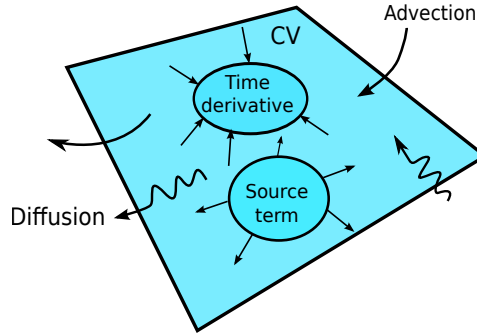 Advection
CV
Time
derivative
Source
term
Diffusion